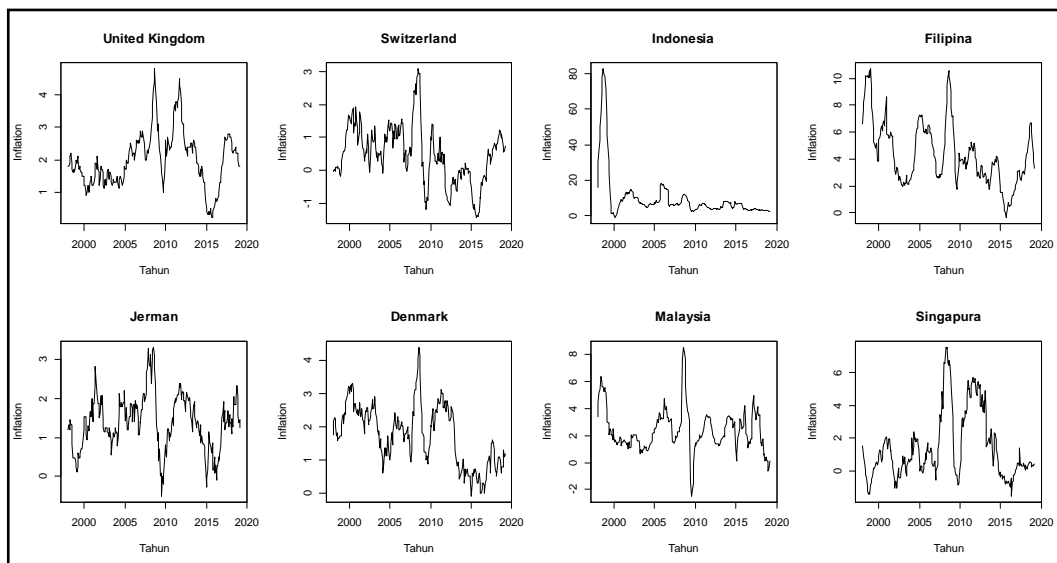 United Kingdom
Inflation
1 2 3 4
2000 2005 2010 2015 2020
Tahun
Switzerland
Inflation
-1 0 1 2 3
2000 2005 2010 2015 2020
Tahun
Indonesia
Inflation
0 20 40 60 80
2000 2005 2010 2015 2020
Tahun
Filipina
Inflation
0 2 4 6 8 10
2000 2005 2010 2015 2020
Tahun
Jerman
Inflation
0 1 2 3
2000 2005 2010 2015 2020
Tahun
Denmark
Inflation
0 1 2 3 4
2000 2005 2010 2015 2020
Tahun
Malaysia
Inflation
-2 0 2 4 6 8
2000 2005 2010 2015 2020
Tahun
Singapura
Inflation
0 2 4 6
2000 2005 2010 2015 2020
Tahun